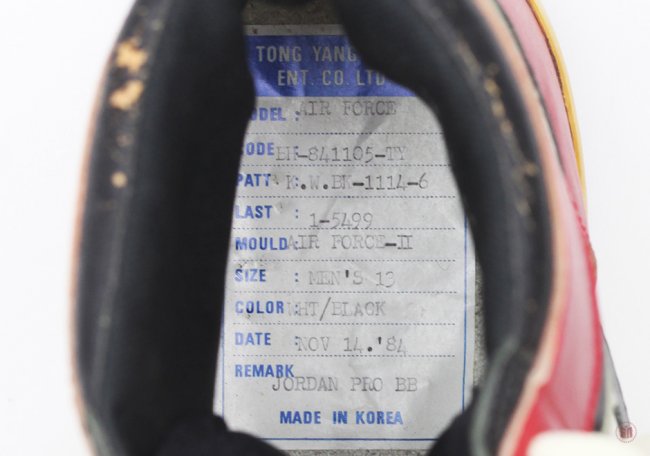 TONG YANG
ENT. CO. LTD
MODEL : AIR FORCE
CODE BF-841105-TY
PATT : K.W.BK-1114-6
LAST : 1-5499
MOULD: AIR FORCE-II
SIZE : MEN'S 13
COLOR : WHT/BLACK
DATE : NOV 14.'84
REMARK JORDAN PRO BB
MADE IN KOREA